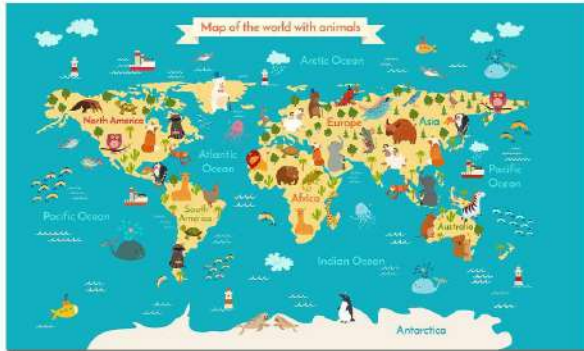 Map of the world with animals
Arctic Ocean
North America
Europe
Asia
Atlantic
Ocean
Pacific
Ocean
Pacific Ocean
South
America
Africa
Australia
Indian Ocean
Antarctica